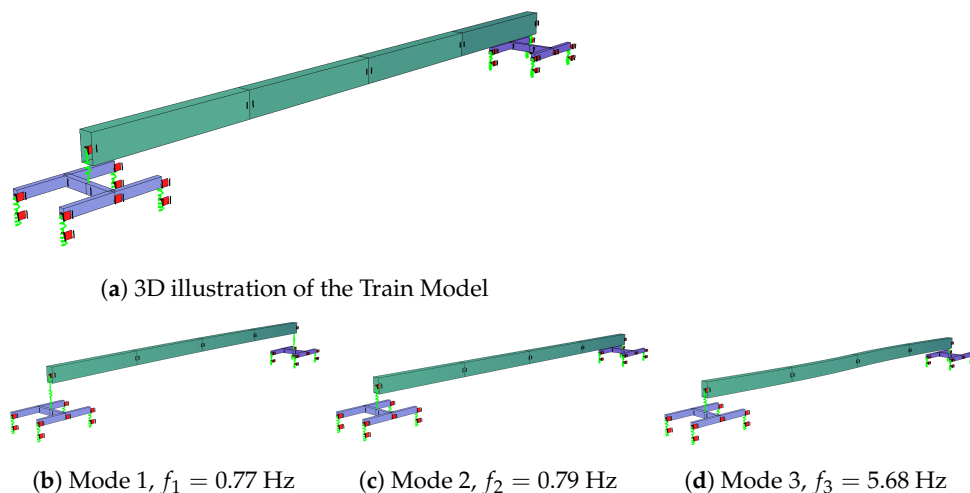 (a) 3D illustration of the Train Model
(b) Mode 1, f₁ = 0.77 Hz
(c) Mode 2, f₂ = 0.79 Hz
(d) Mode 3, f₃ = 5.68 Hz